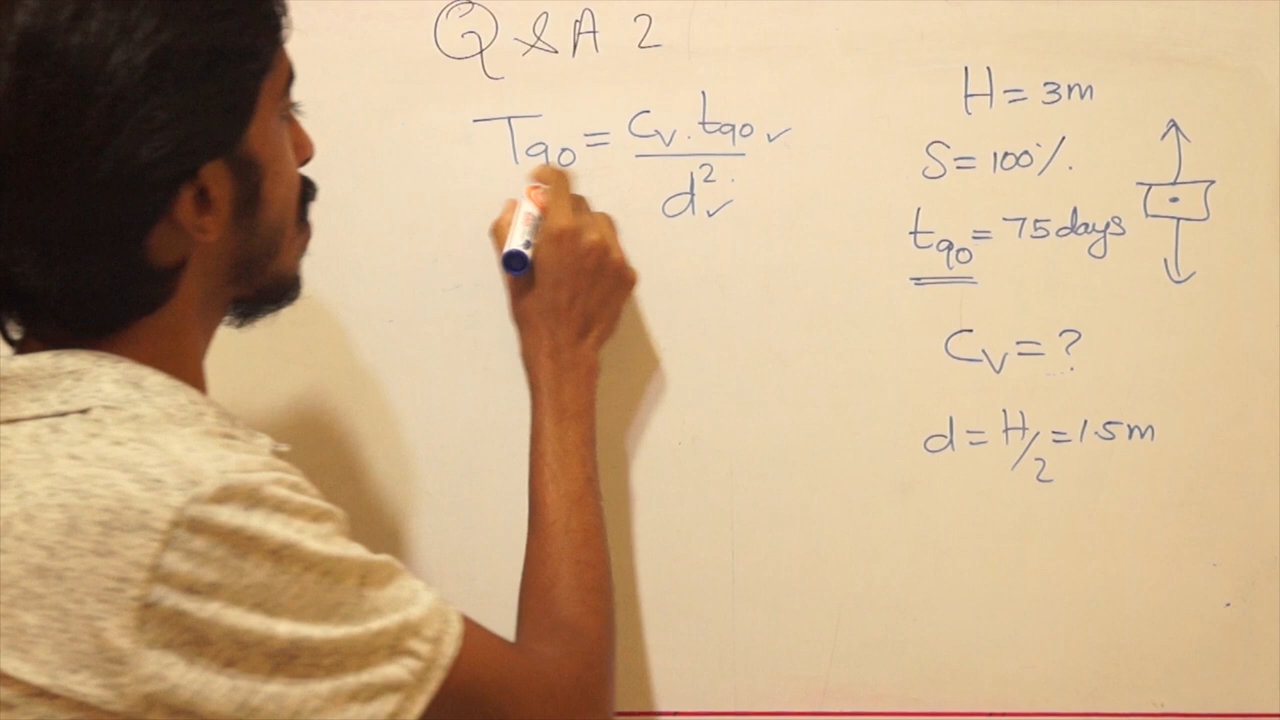 Q & A 2
T90 = Cv . t90 / d²
H = 3m
S = 100%.
t90 = 75 days
Cv = ?
d = H/2 = 1.5m